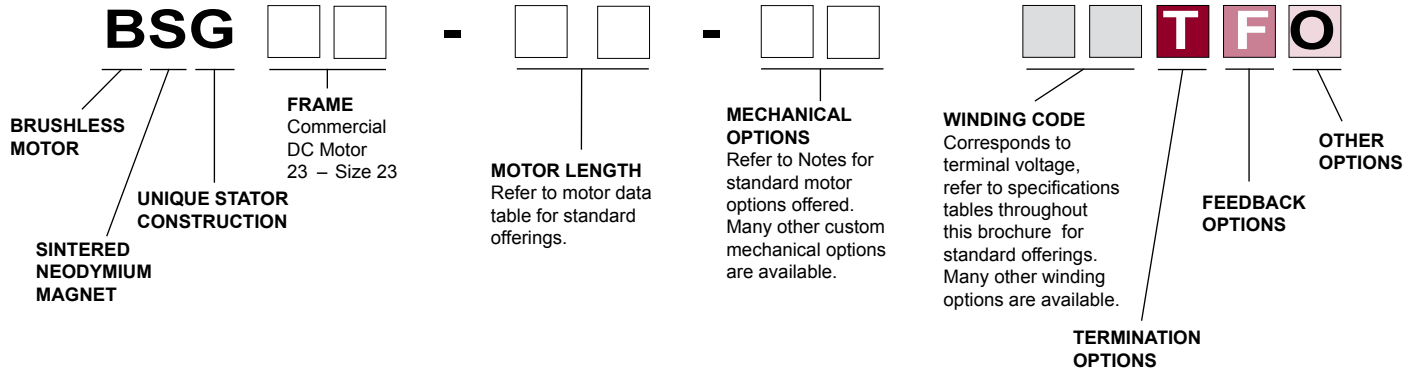 BSG - - T F O
BRUSHLESS
MOTOR
SINTERED
NEODYMIUM
MAGNET
UNIQUE STATOR
CONSTRUCTION
FRAME
Commercial
DC Motor
23 – Size 23
MOTOR LENGTH
Refer to motor data
table for standard
offerings.
MECHANICAL
OPTIONS
Refer to Notes for
standard motor
options offered.
Many other custom
mechanical options
are available.
WINDING CODE
Corresponds to
terminal voltage,
refer to specifications
tables throughout
this brochure for
standard offerings.
Many other winding
options are available.
TERMINATION
OPTIONS
FEEDBACK
OPTIONS
OTHER
OPTIONS